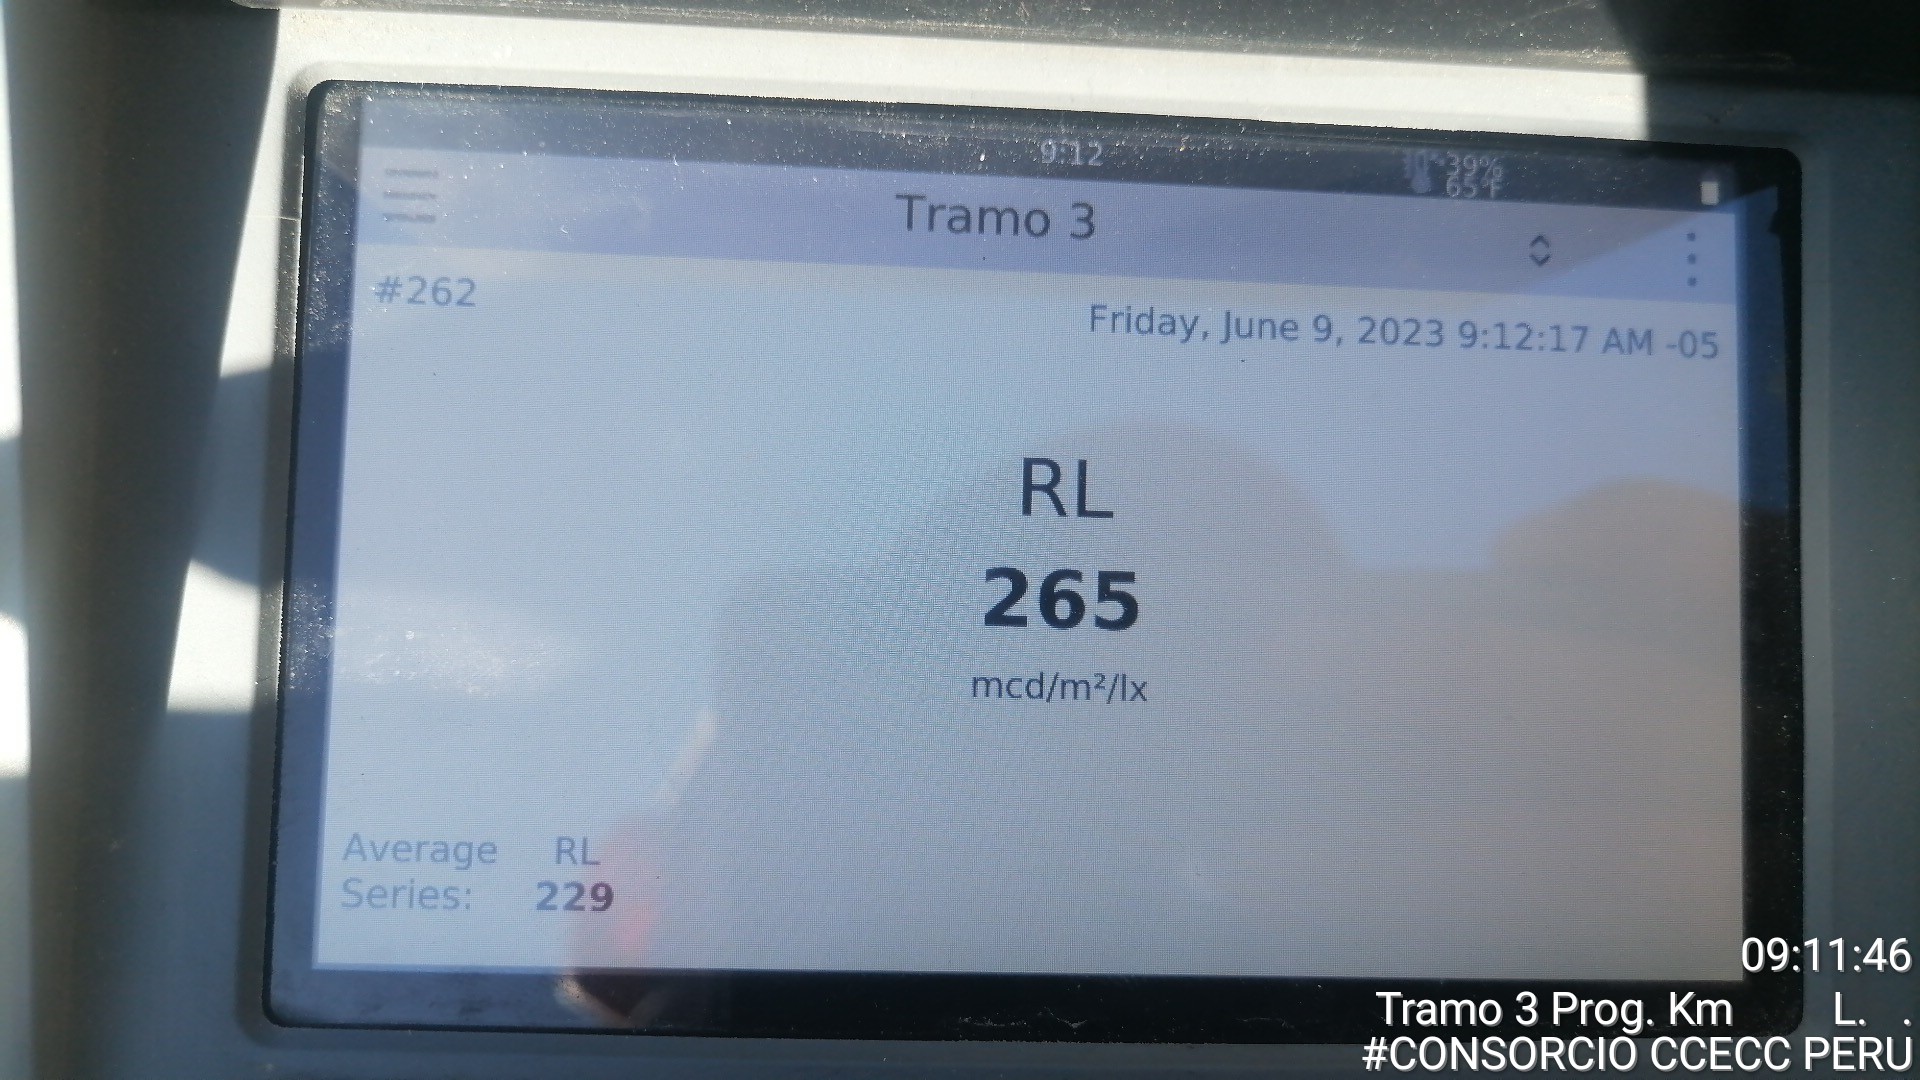 9:12
39%
65°F
Tramo 3
#262
Friday, June 9, 2023 9:12:17 AM -05
RL
265
mcd/m²/lx
Average RL
Series: 229
09:11:46
Tramo 3 Prog. Km L. .
#CONSORCIO CCECC PERU